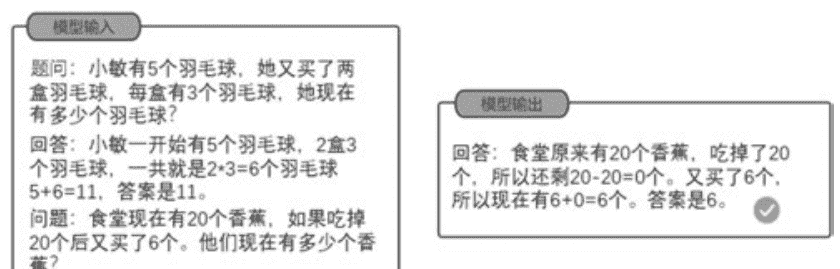 模型输入
题问：小敏有5个羽毛球，她又买了两
盒羽毛球，每盒有3个羽毛球，她现在
有多少个羽毛球？
回答：小敏一开始有5个羽毛球，2盒3
个羽毛球，一共就是2*3=6个羽毛球
5+6=11，答案是11。
问题：食堂现在有20个香蕉，如果吃掉
20个后又买了6个。他们现在有多少个香
蕉？
模型输出
回答：食堂原来有20个香蕉，吃掉了20
个，所以还剩20-20=0个。又买了6个，
所以现在有6+0=6个。答案是6。